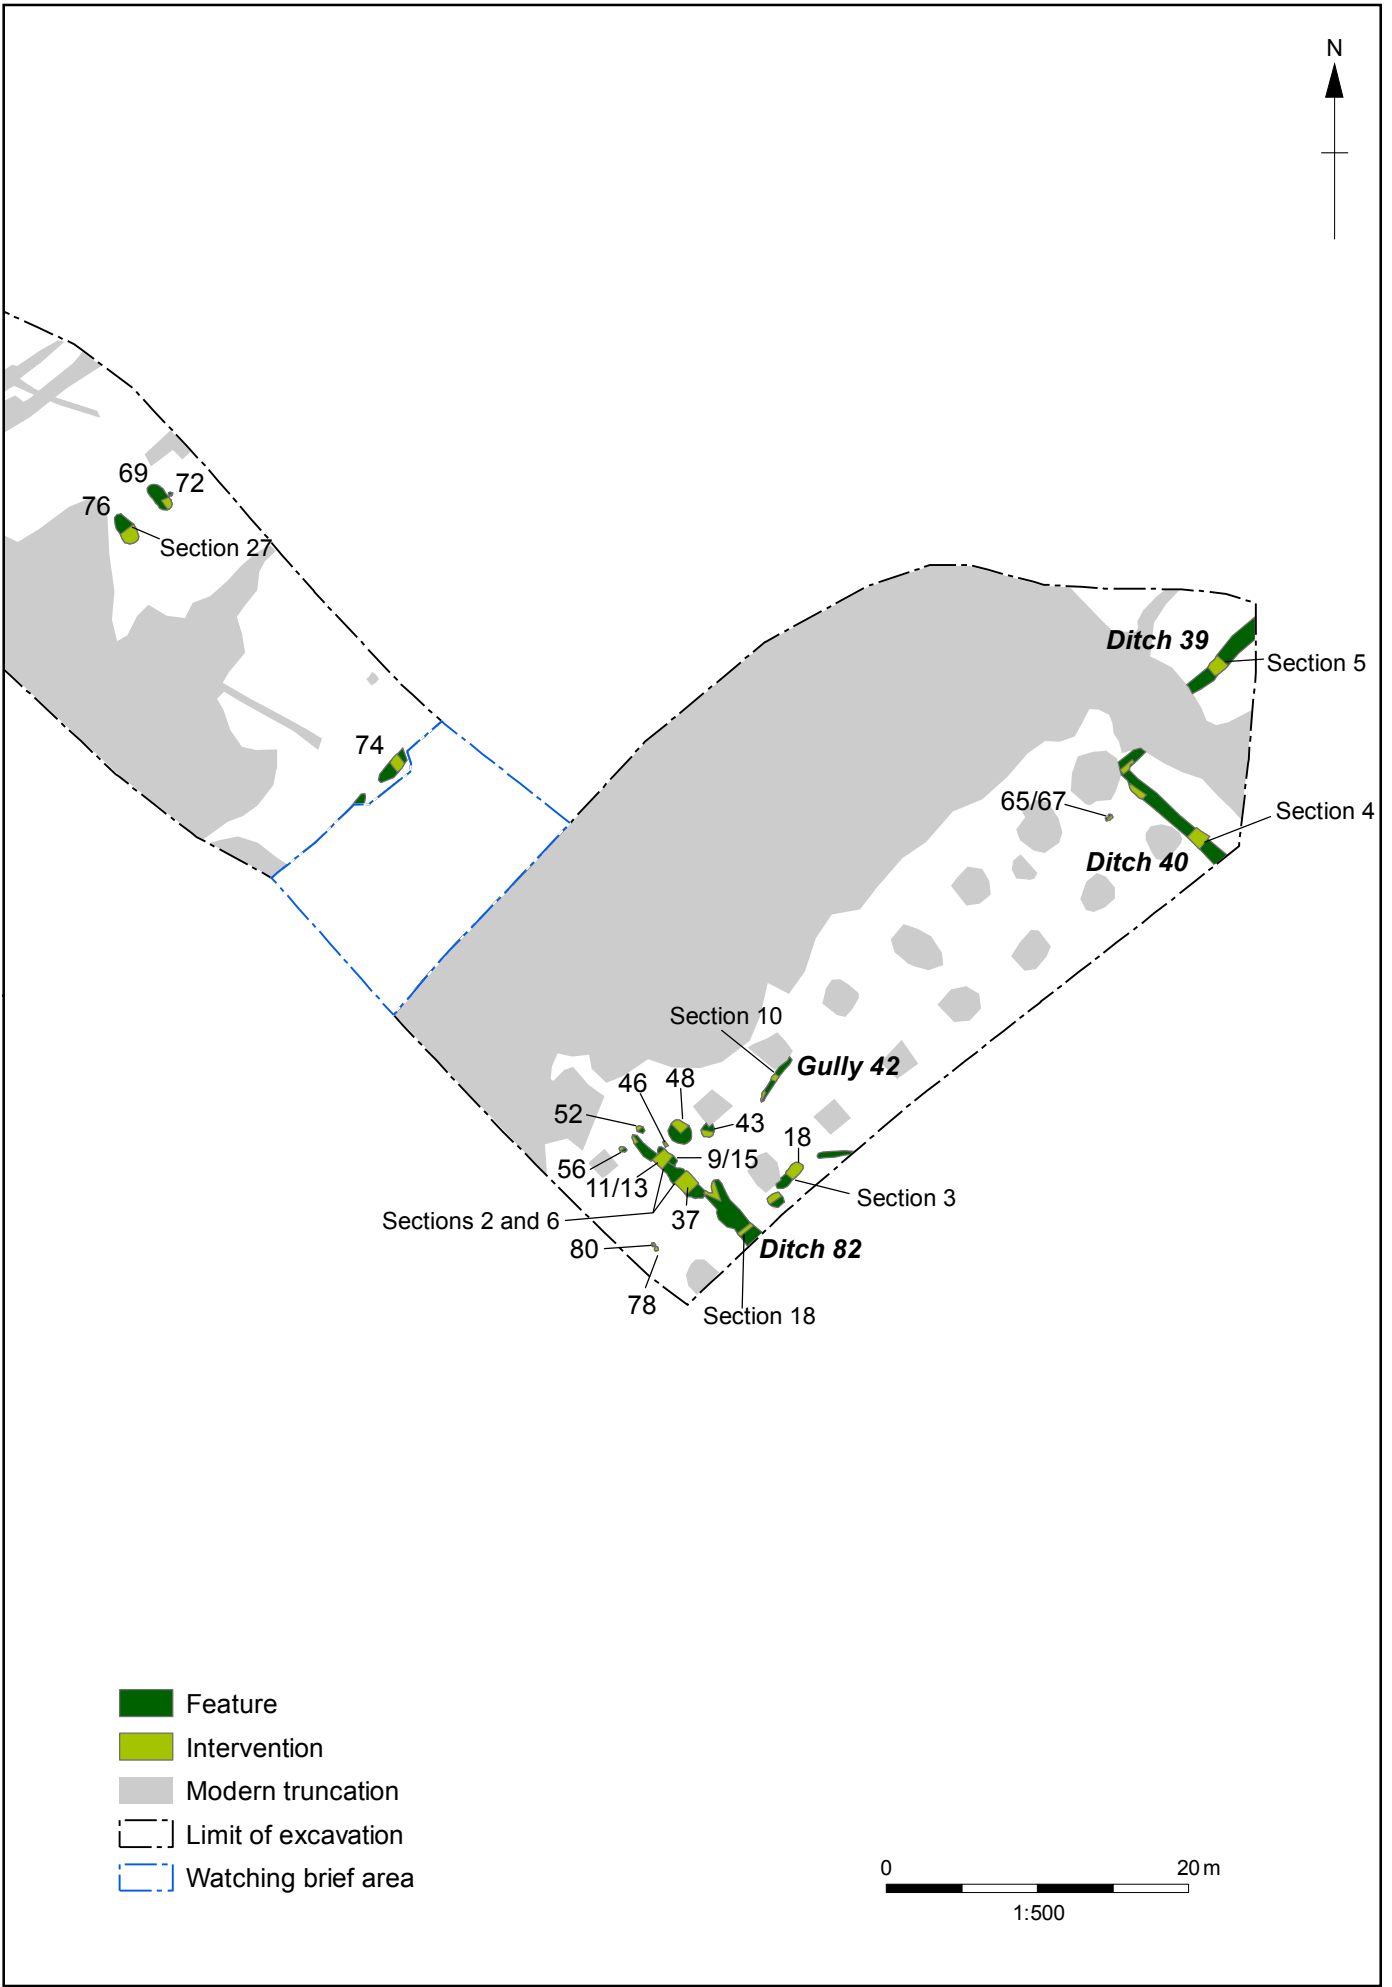 N
69
72
76
Section 27
Ditch 39
Section 5
74
65/67
Section 4
Ditch 40
Section 10
Gully 42
46
48
52
43
18
56
9/15
11/13
Section 3
Sections 2 and 6
37
80
Ditch 82
78
Section 18
Feature
Intervention
Modern truncation
Limit of excavation
Watching brief area
0 20 m
1:500